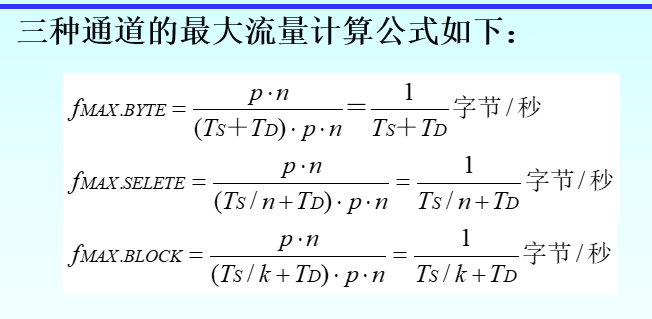 三种通道的最大流量计算公式如下：
fMAX.BYTE = p·n / ((TS+TD)·p·n) = 1 / (TS+TD) 字节/秒
fMAX.SELETE = p·n / ((TS/n+TD)·p·n) = 1 / (TS/n+TD) 字节/秒
fMAX.BLOCK = p·n / ((TS/k+TD)·p·n) = 1 / (TS/k+TD) 字节/秒